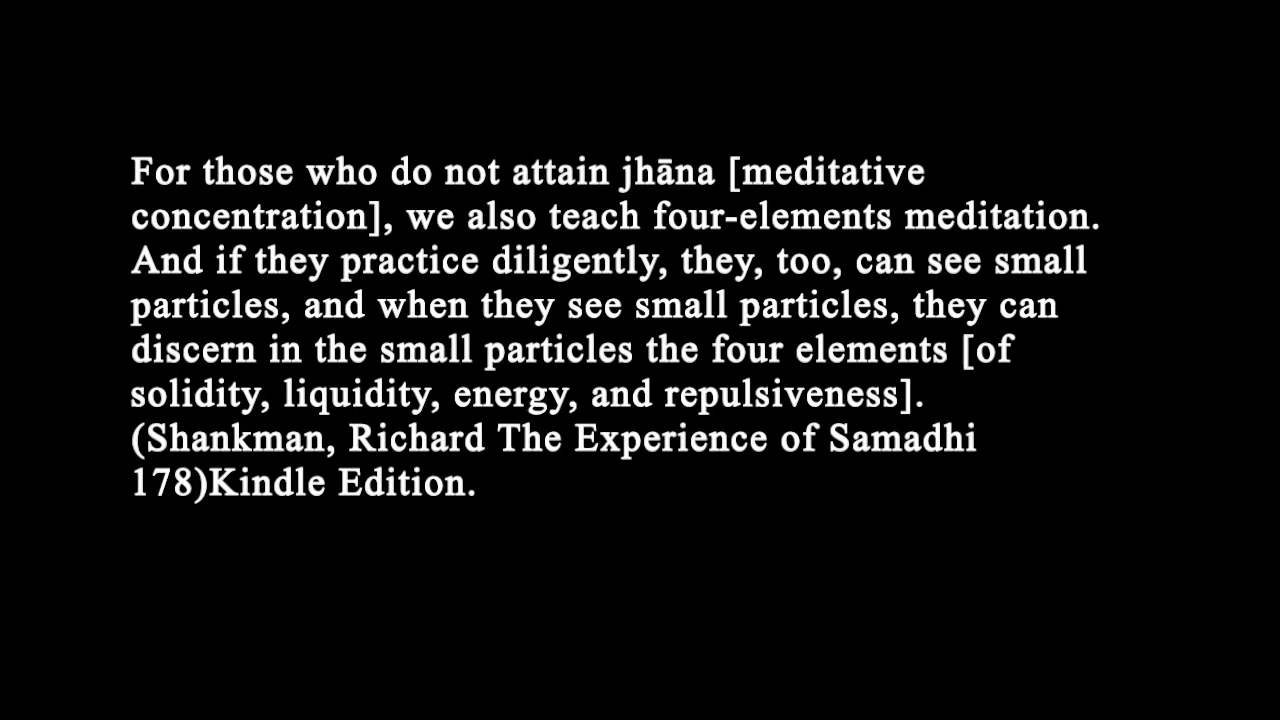 For those who do not attain jhāna [meditative
concentration], we also teach four-elements meditation.
And if they practice diligently, they, too, can see small
particles, and when they see small particles, they can
discern in the small particles the four elements [of
solidity, liquidity, energy, and repulsiveness].
(Shankman, Richard The Experience of Samadhi
178)Kindle Edition.